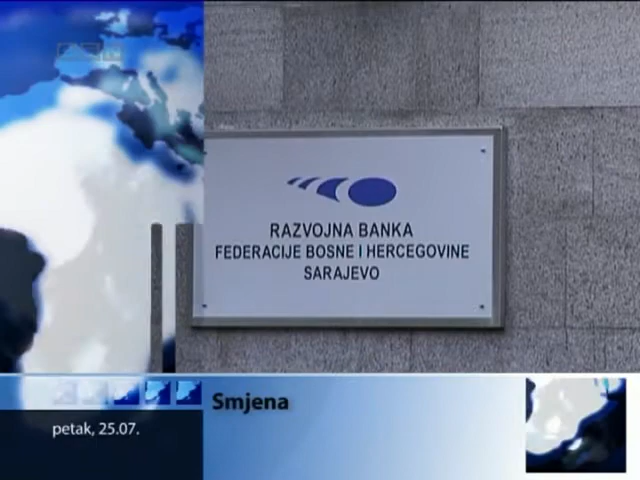 RAZVOJNA BANKA
FEDERACIJE BOSNE I HERCEGOVINE
SARAJEVO
Smjena
petak, 25.07.